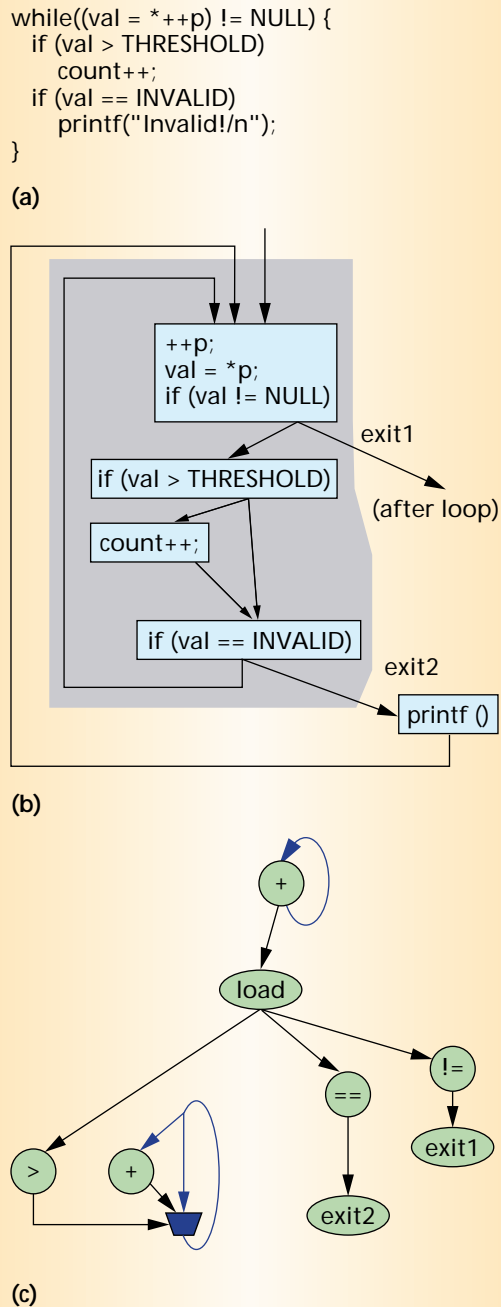 while((val = *++p) != NULL) {
if (val > THRESHOLD)
count++;
if (val == INVALID)
printf("Invalid!/n");
}
(a)
++p;
val = *p;
if (val != NULL)
exit1
if (val > THRESHOLD)
(after loop)
count++;
if (val == INVALID)
exit2
printf ()
(b)
+
load
!=
==
exit1
>
+
exit2
(c)